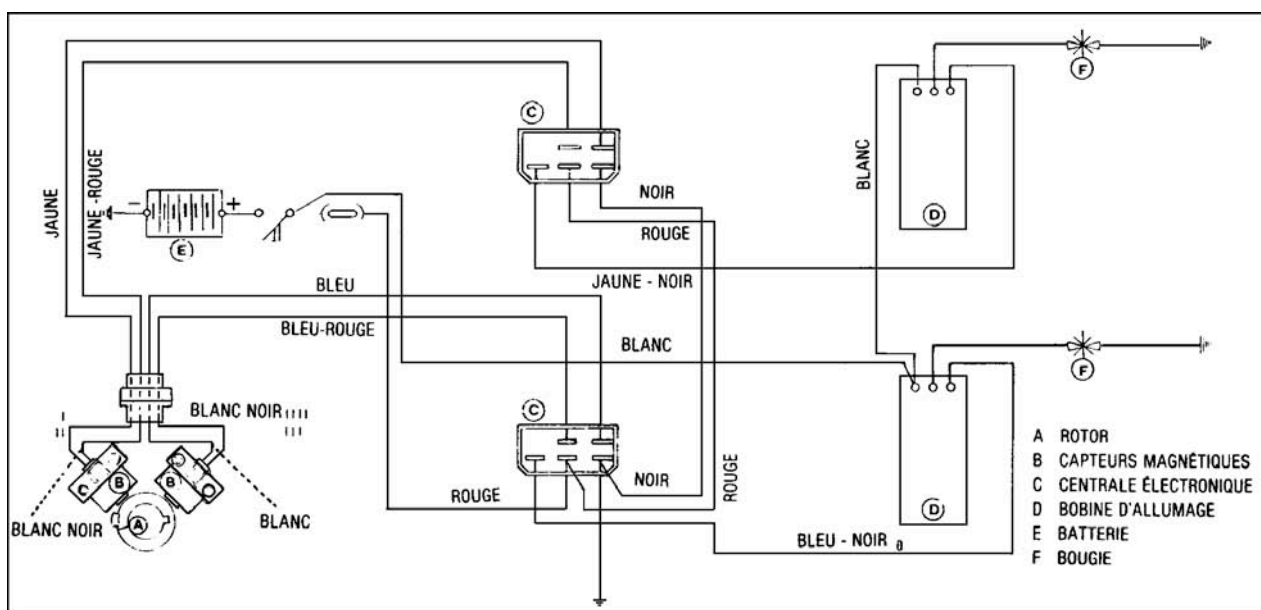 F
C
JAUNE
JAUNE -ROUGE
BLANC
- +
E
NOIR
ROUGE
D
JAUNE - NOIR
BLEU
BLEU-ROUGE
BLANC
F
BLANC NOIR
C
C
B
B
A
BLANC NOIR
BLANC
ROUGE
NOIR
ROUGE
D
BLEU - NOIR
A ROTOR
B CAPTEURS MAGNÉTIQUES
C CENTRALE ÉLECTRONIQUE
D BOBINE D'ALLUMAGE
E BATTERIE
F BOUGIE